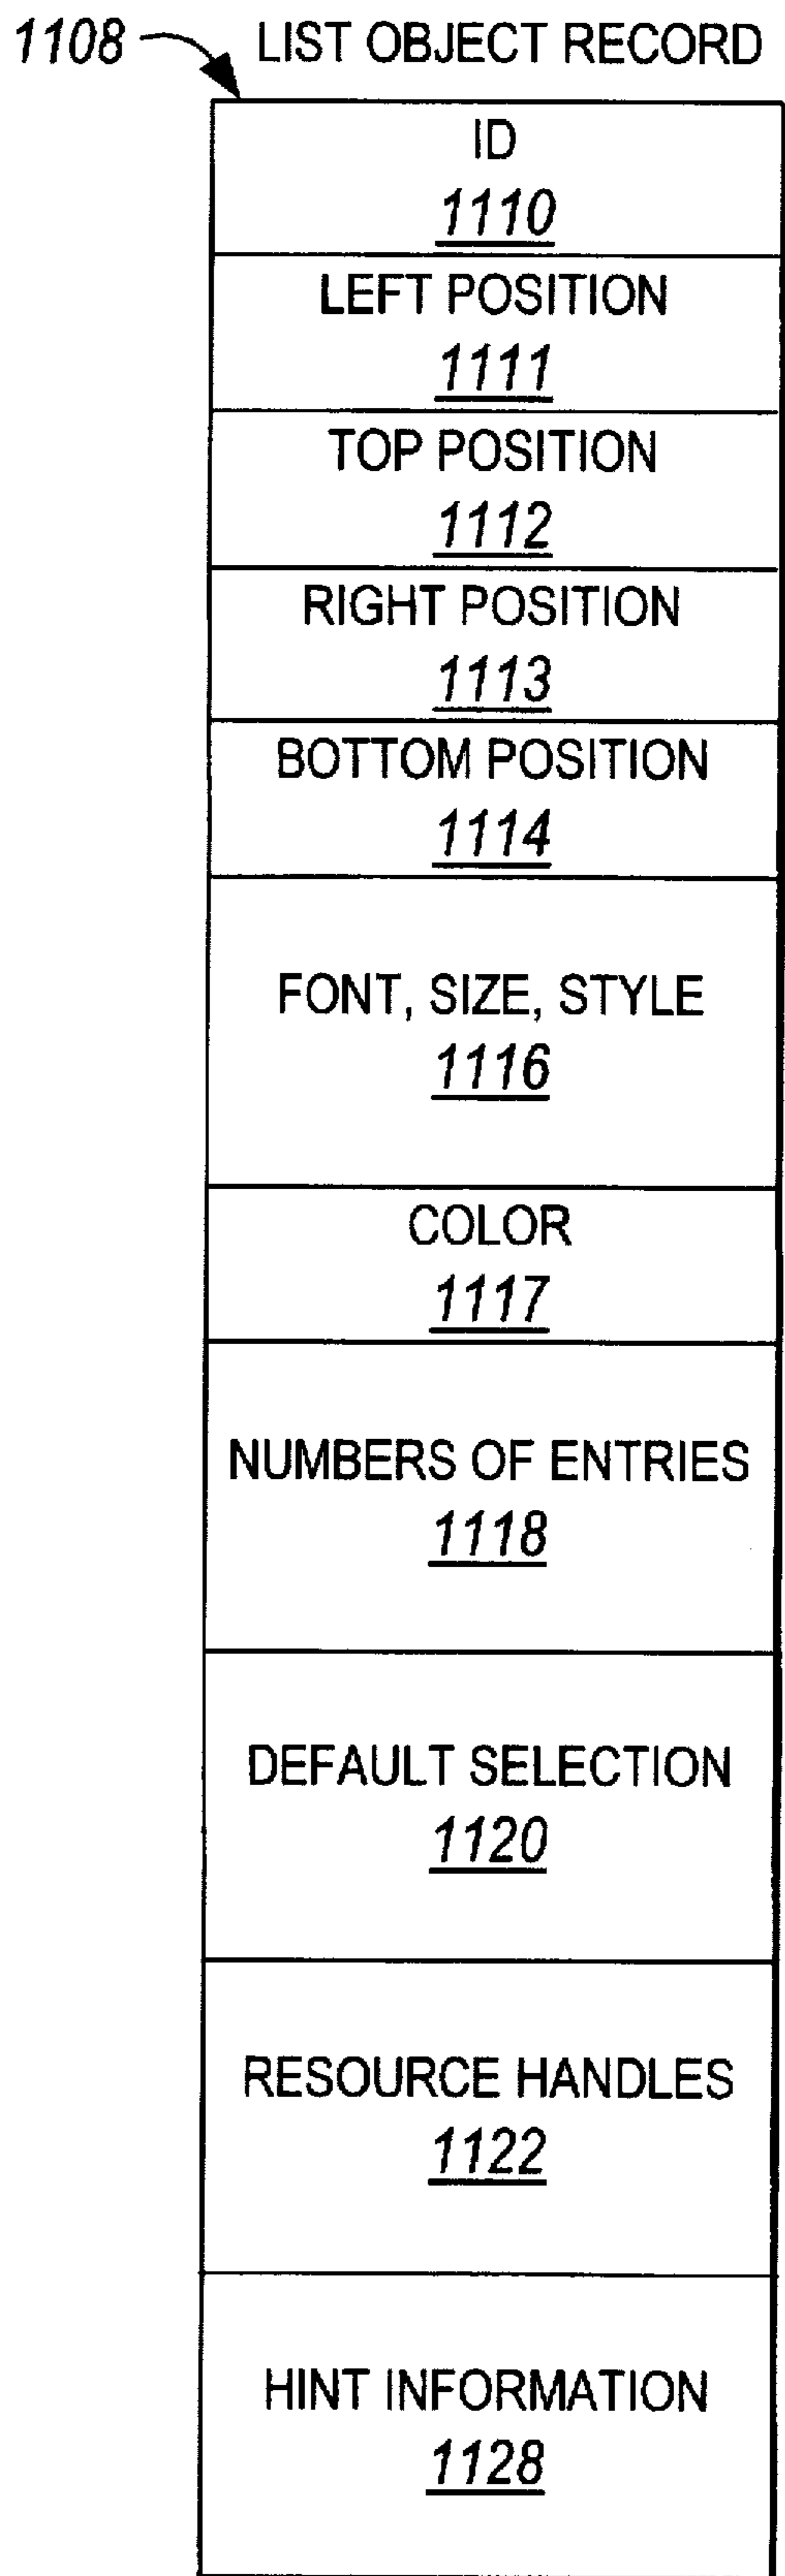 1108 LIST OBJECT RECORD
ID
1110
LEFT POSITION
1111
TOP POSITION
1112
RIGHT POSITION
1113
BOTTOM POSITION
1114
FONT, SIZE, STYLE
1116
COLOR
1117
NUMBERS OF ENTRIES
1118
DEFAULT SELECTION
1120
RESOURCE HANDLES
1122
HINT INFORMATION
1128